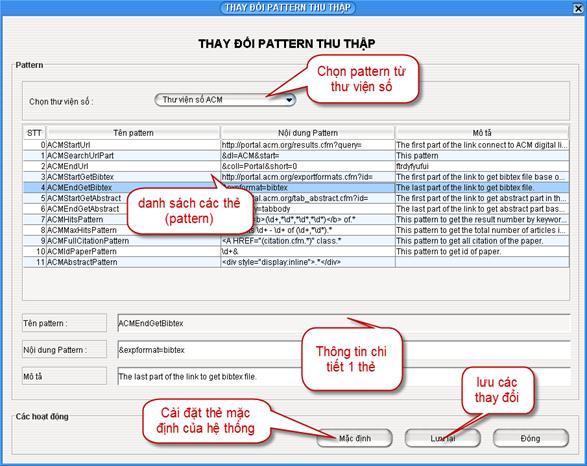 THAY ĐỔI PATTERN THU THẬP
THAY ĐỔI PATTERN THU THẬP
Pattern
Chọn pattern từ
thư viện số
Chọn thư viện số :
Thư viện số ACM
STT Tên pattern Nội dung Pattern Mô tả
0 ACMStartUrl http://portal.acm.org/results.cfm?query= The first part of the link connect to ACM digital li...
1 ACMSearchUrlPart &dl=ACM&start= This pattern
2 ACMEndUrl &coll=Portal&short=0 ftrdyfyufui
3 ACMStartGetBibtex http://portal.acm.org/exportformats.cfm?id= The first part of the link to get bibtex file base o...
4 ACMEndGetBibtex &expformat=bibtex The last part of the link to get bibtex file.
5 ACMStartGetAbstract portal.acm.org/tab_abstract.cfm?id= The first part of the link to get abstract part in th...
6 ACMEndGetAbstract =tabbody The last part of the link to get abstract part bas...
7 ACMHitsPattern <b>(\d+,*\d*,*\d*,*\d*)</b> of.* This pattern to get the result number by keywor...
8 ACMMaxHitsPattern \d+ - \d+ of (\d+,*\d*).* This pattern to get the total number of articles i...
9 ACMFullCitationPattern <A HREF="(citation.cfm.*)" class.* This pattern to get all citation of the paper.
10 ACMIdPaperPattern \d+& This pattern to get id of paper.
11 ACMAbstractPattern <div style="display:inline">.*</div>
danh sách các thẻ
(pattern)
Tên pattern : ACMEndGetBibtex
Nội dung Pattern : &expformat=bibtex
Mô tả The last part of the link to get bibtex file.
Thông tin chi
tiết 1 thẻ
lưu các
thay đổi
Cài đặt thẻ mặc
định của hệ thống
Các hoạt động
Mặc định Lưu lại Đóng